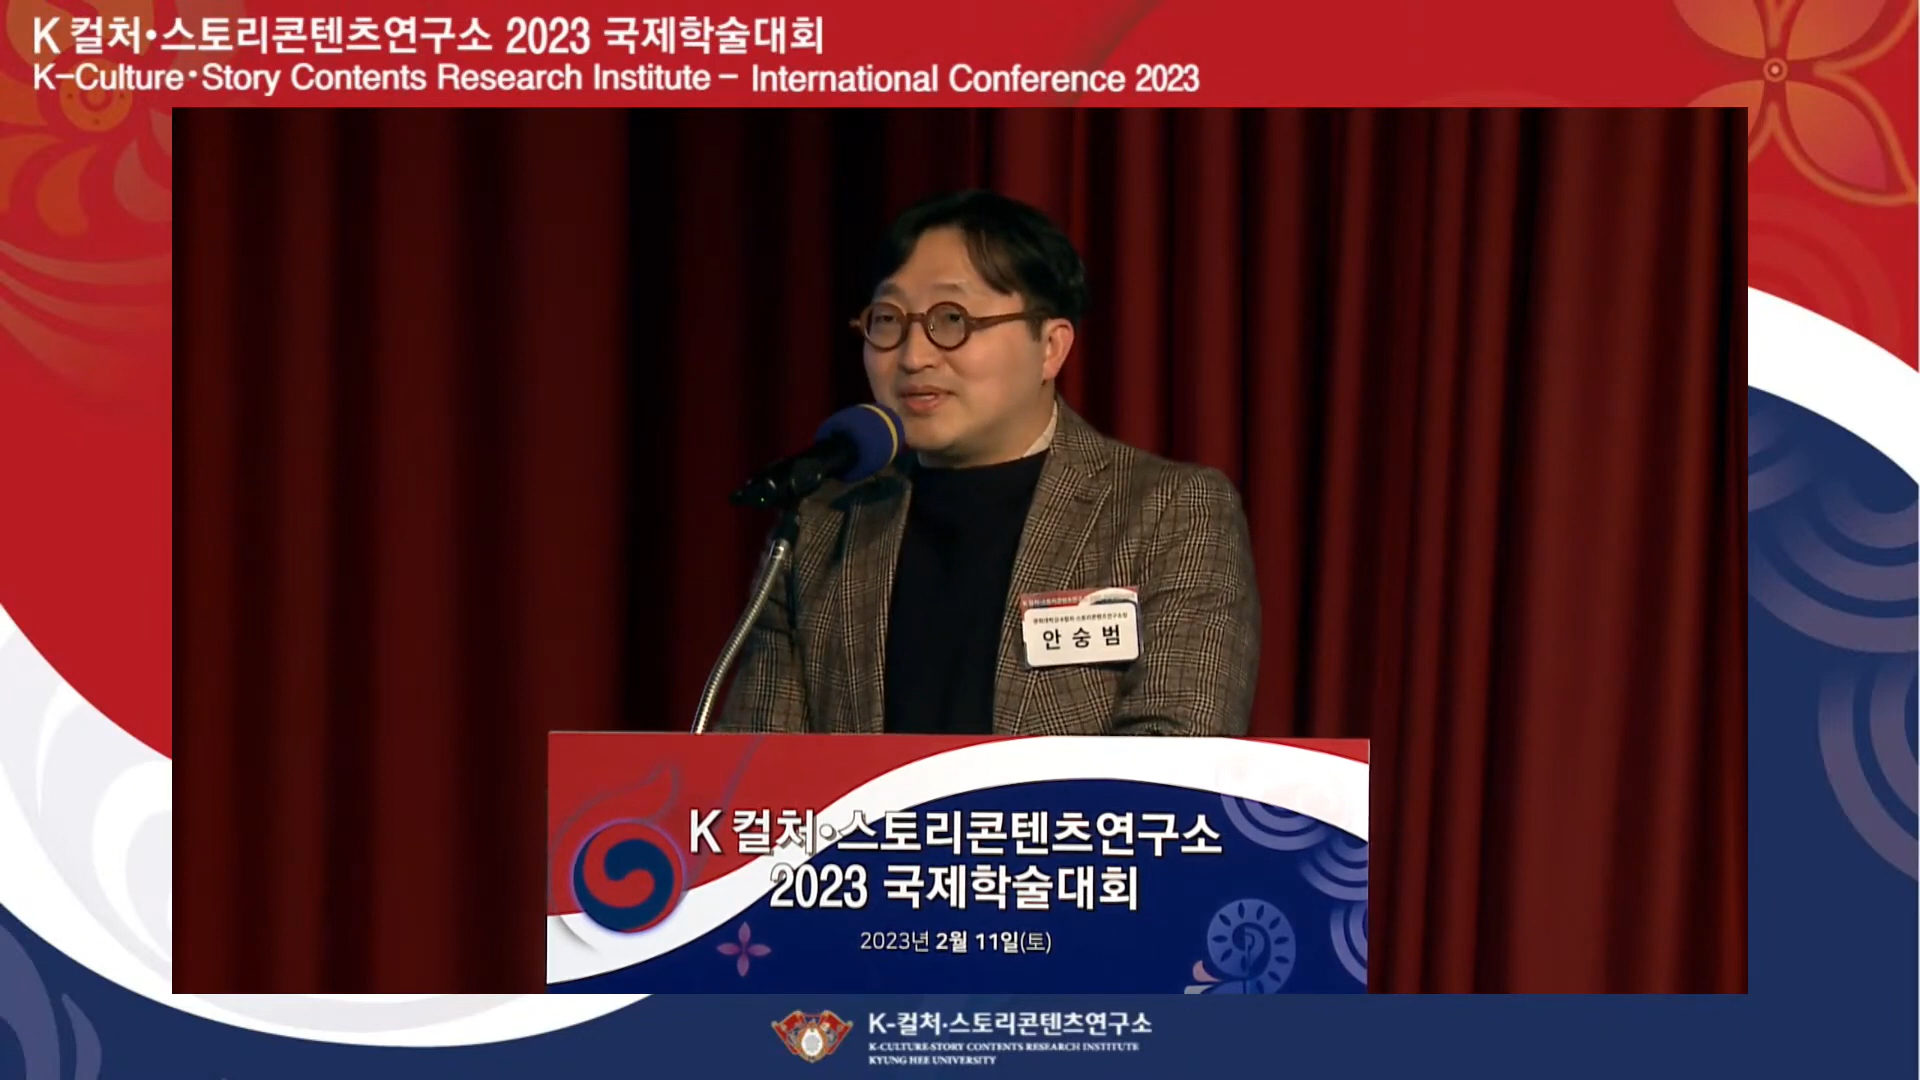 K 컬처•스토리콘텐츠연구소 2023 국제학술대회
K-Culture•Story Contents Research Institute - International Conference 2023
안 숭 범
K 컬처•스토리콘텐츠연구소
2023 국제학술대회
2023년 2월 11일(토)
K-컬처·스토리콘텐츠연구소
K-CULTURE·STORY CONTENTS RESEARCH INSTITUTE
KYUNG HEE UNIVERSITY